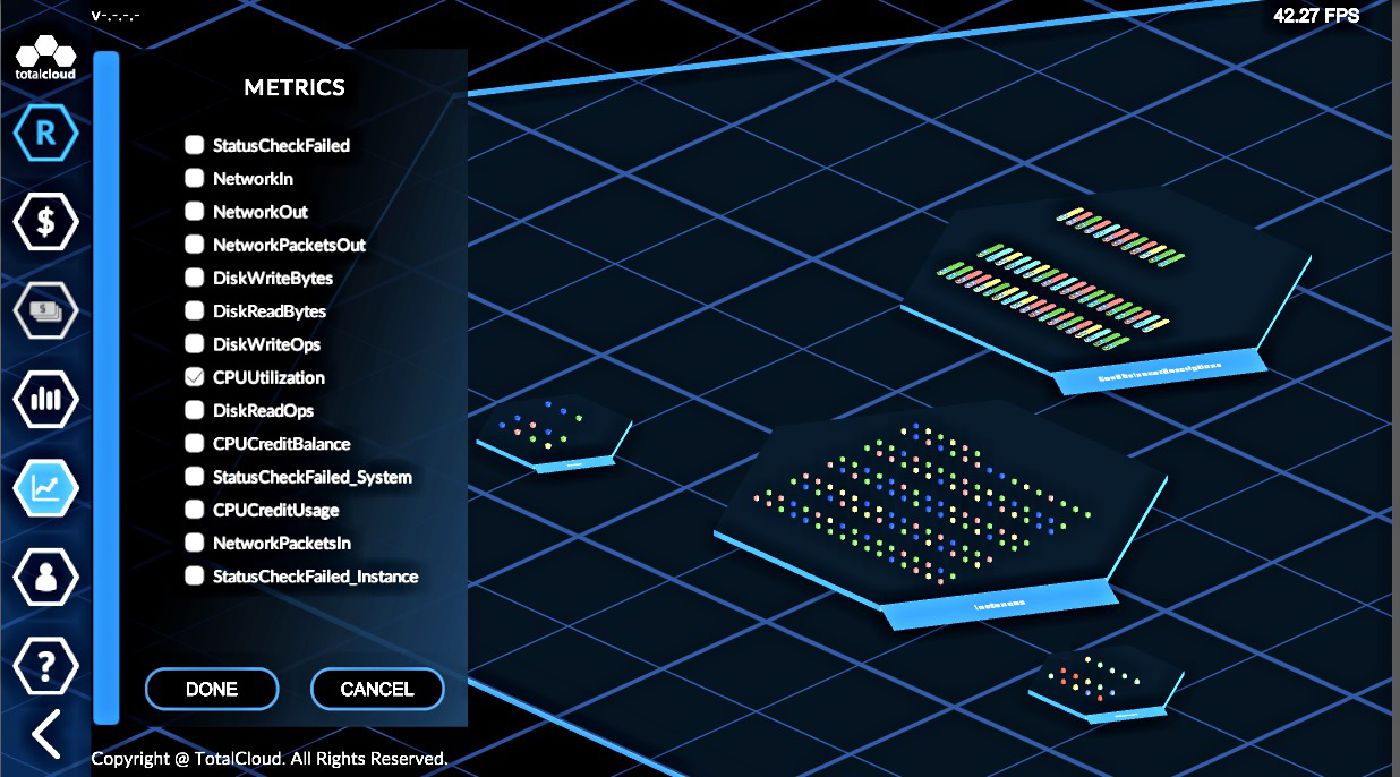 v-.-.-.-
42.27 FPS
totalcloud
R
METRICS
$
StatusCheckFailed
NetworkIn
NetworkOut
NetworkPacketsOut
DiskWriteBytes
DiskReadBytes
DiskWriteOps
CPUUtilization
DiskReadOps
CPUCreditBalance
StatusCheckFailed_System
CPUCreditUsage
NetworkPacketsIn
StatusCheckFailed_Instance
?
DONE
CANCEL
Copyright @ TotalCloud. All Rights Reserved.